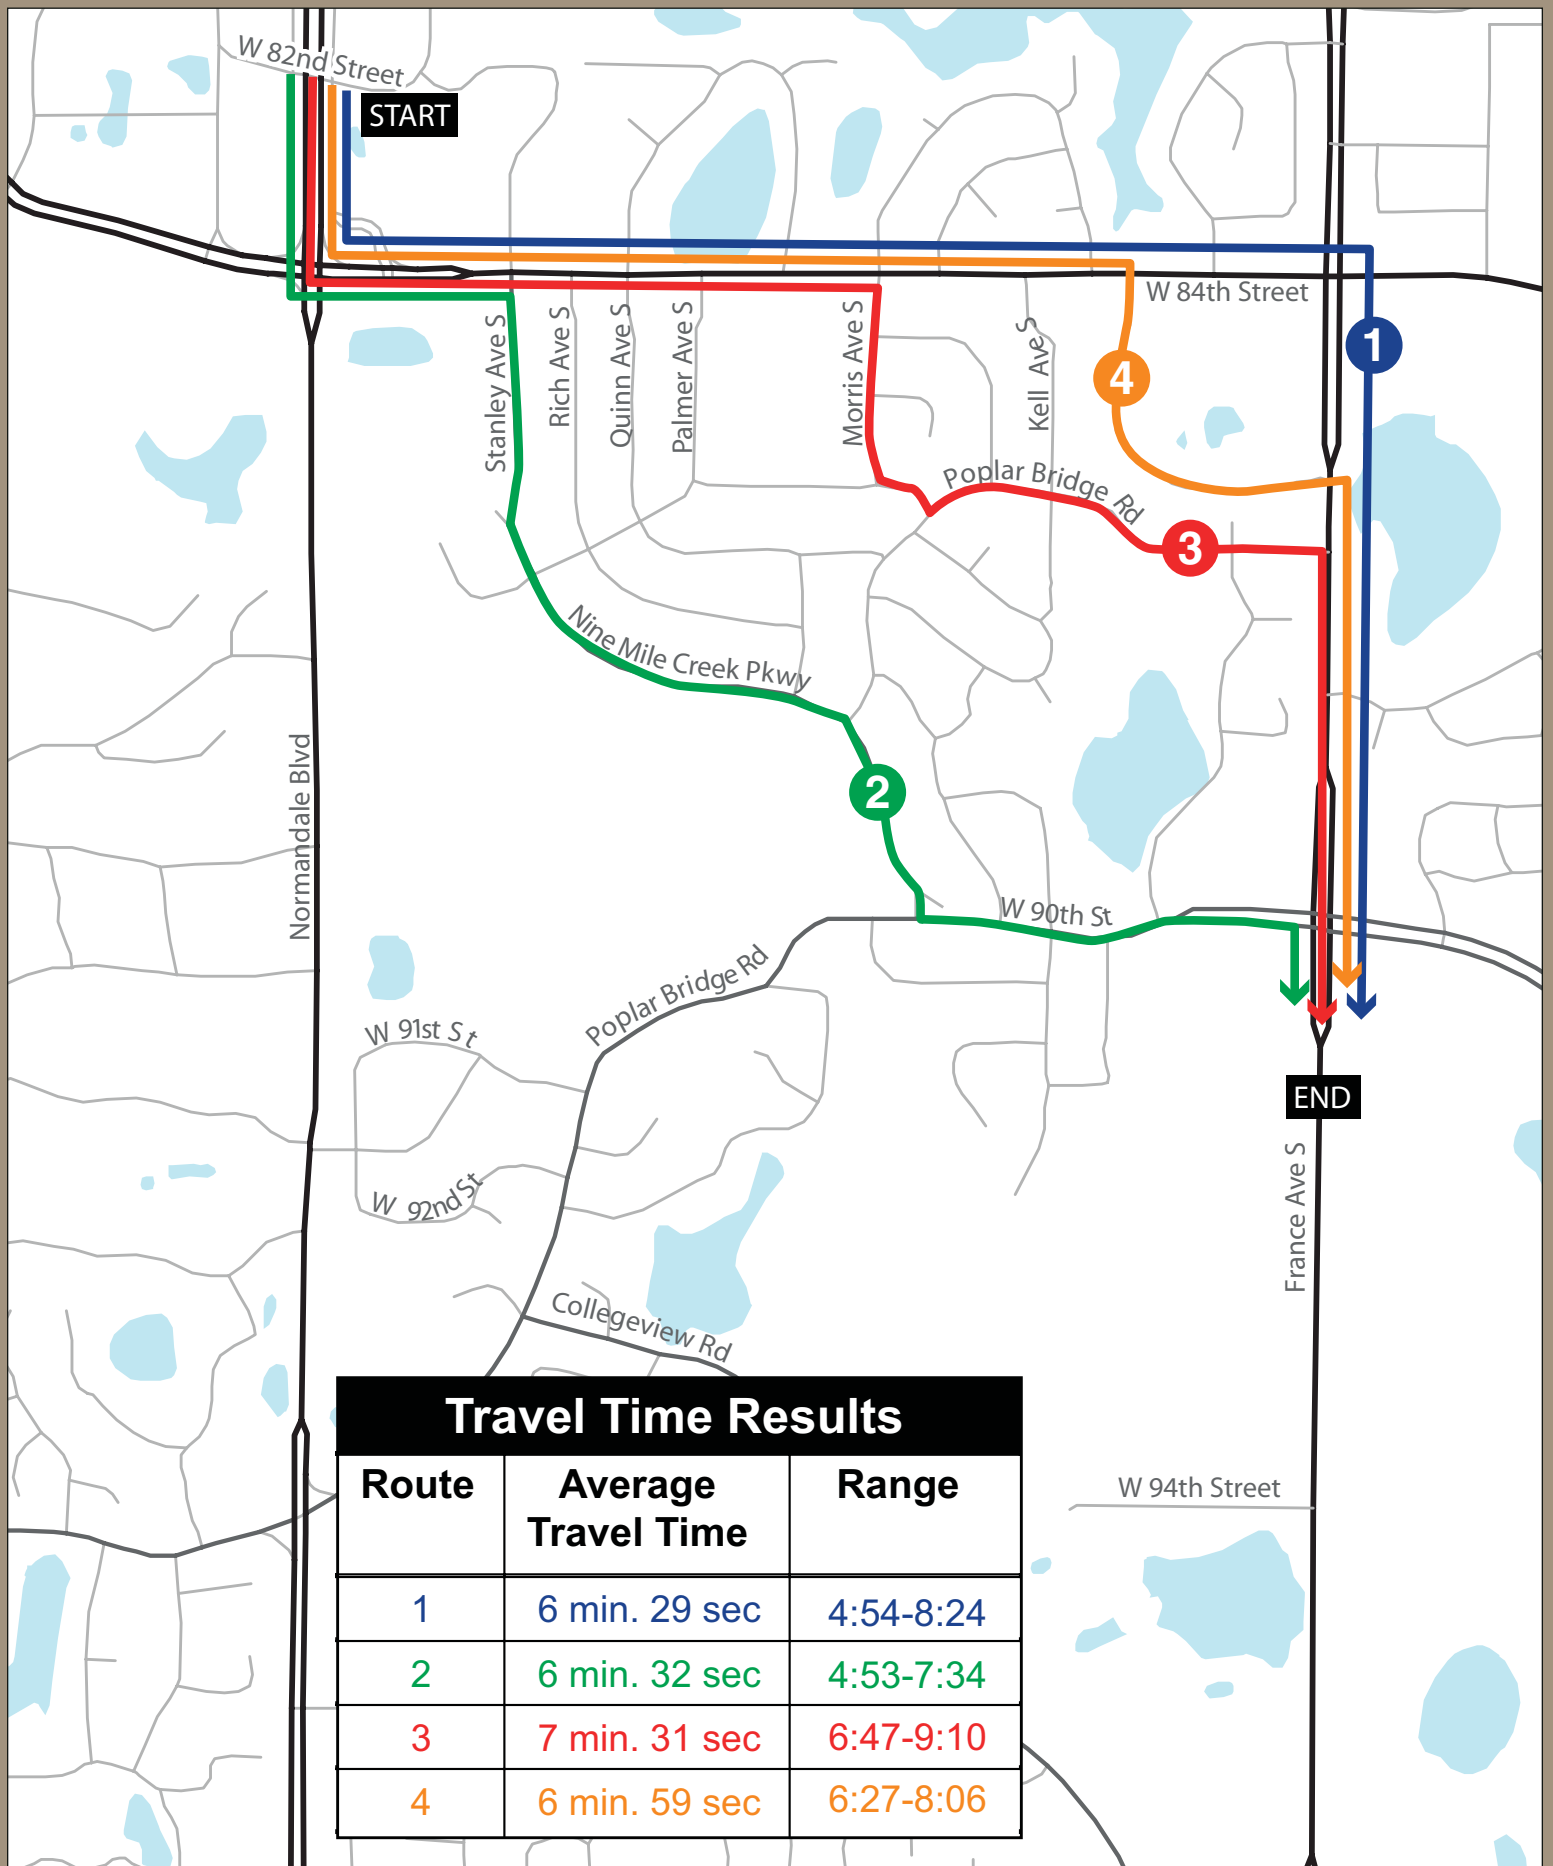 W 82nd Street
START
W 84th Street
1
4
Stanley Ave S
Rich Ave S
Quinn Ave S
Palmer Ave S
Morris Ave S
Kell Ave S
Poplar Bridge Rd
3
Nine Mile Creek Pkwy
Normandale Blvd
2
W 90th St
Poplar Bridge Rd
W 91st St
END
France Ave S
W 92nd St
Collegeview Rd
W 94th Street
Travel Time Results
Route Average Range
Travel Time
1 6 min. 29 sec 4:54-8:24
2 6 min. 32 sec 4:53-7:34
3 7 min. 31 sec 6:47-9:10
4 6 min. 59 sec 6:27-8:06